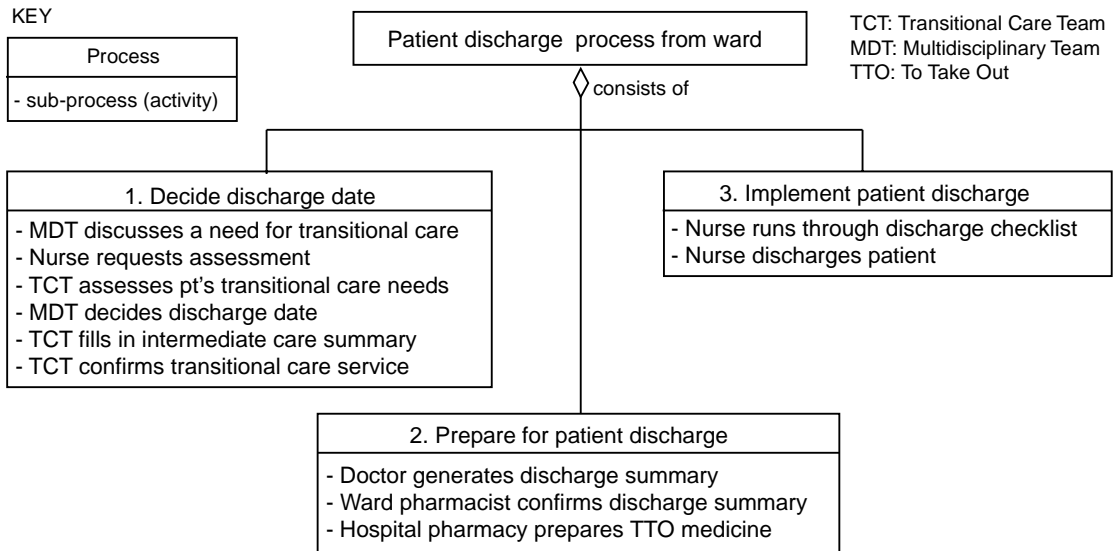 KEY
Process
- sub-process (activity)
Patient discharge process from ward
consists of
TCT: Transitional Care Team
MDT: Multidisciplinary Team
TTO: To Take Out
1. Decide discharge date
- MDT discusses a need for transitional care
- Nurse requests assessment
- TCT assesses pt's transitional care needs
- MDT decides discharge date
- TCT fills in intermediate care summary
- TCT confirms transitional care service
3. Implement patient discharge
- Nurse runs through discharge checklist
- Nurse discharges patient
2. Prepare for patient discharge
- Doctor generates discharge summary
- Ward pharmacist confirms discharge summary
- Hospital pharmacy prepares TTO medicine